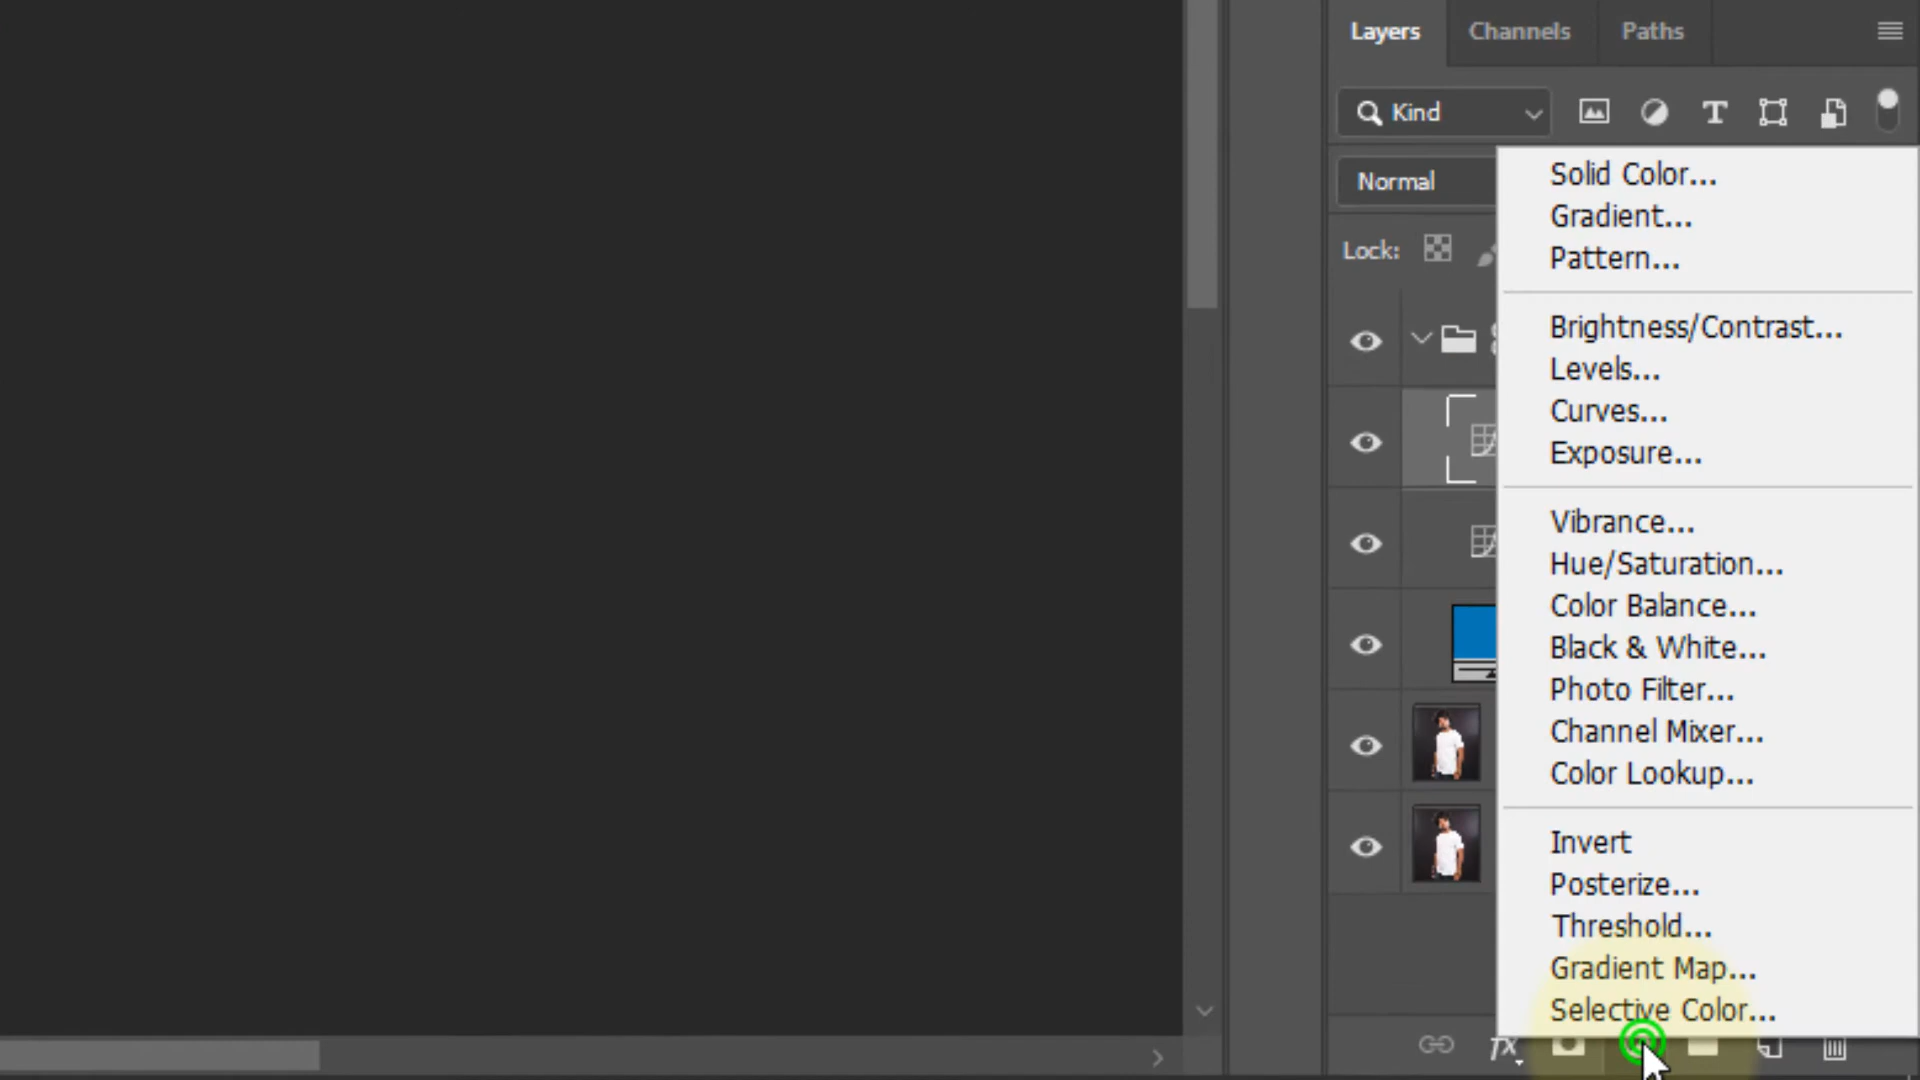 Layers Channels Paths
Kind
Normal
Lock:
Solid Color...
Gradient...
Pattern...
Brightness/Contrast...
Levels...
Curves...
Exposure...
Vibrance...
Hue/Saturation...
Color Balance...
Black & White...
Photo Filter...
Channel Mixer...
Color Lookup...
Invert
Posterize...
Threshold...
Gradient Map...
Selective Color...
fx